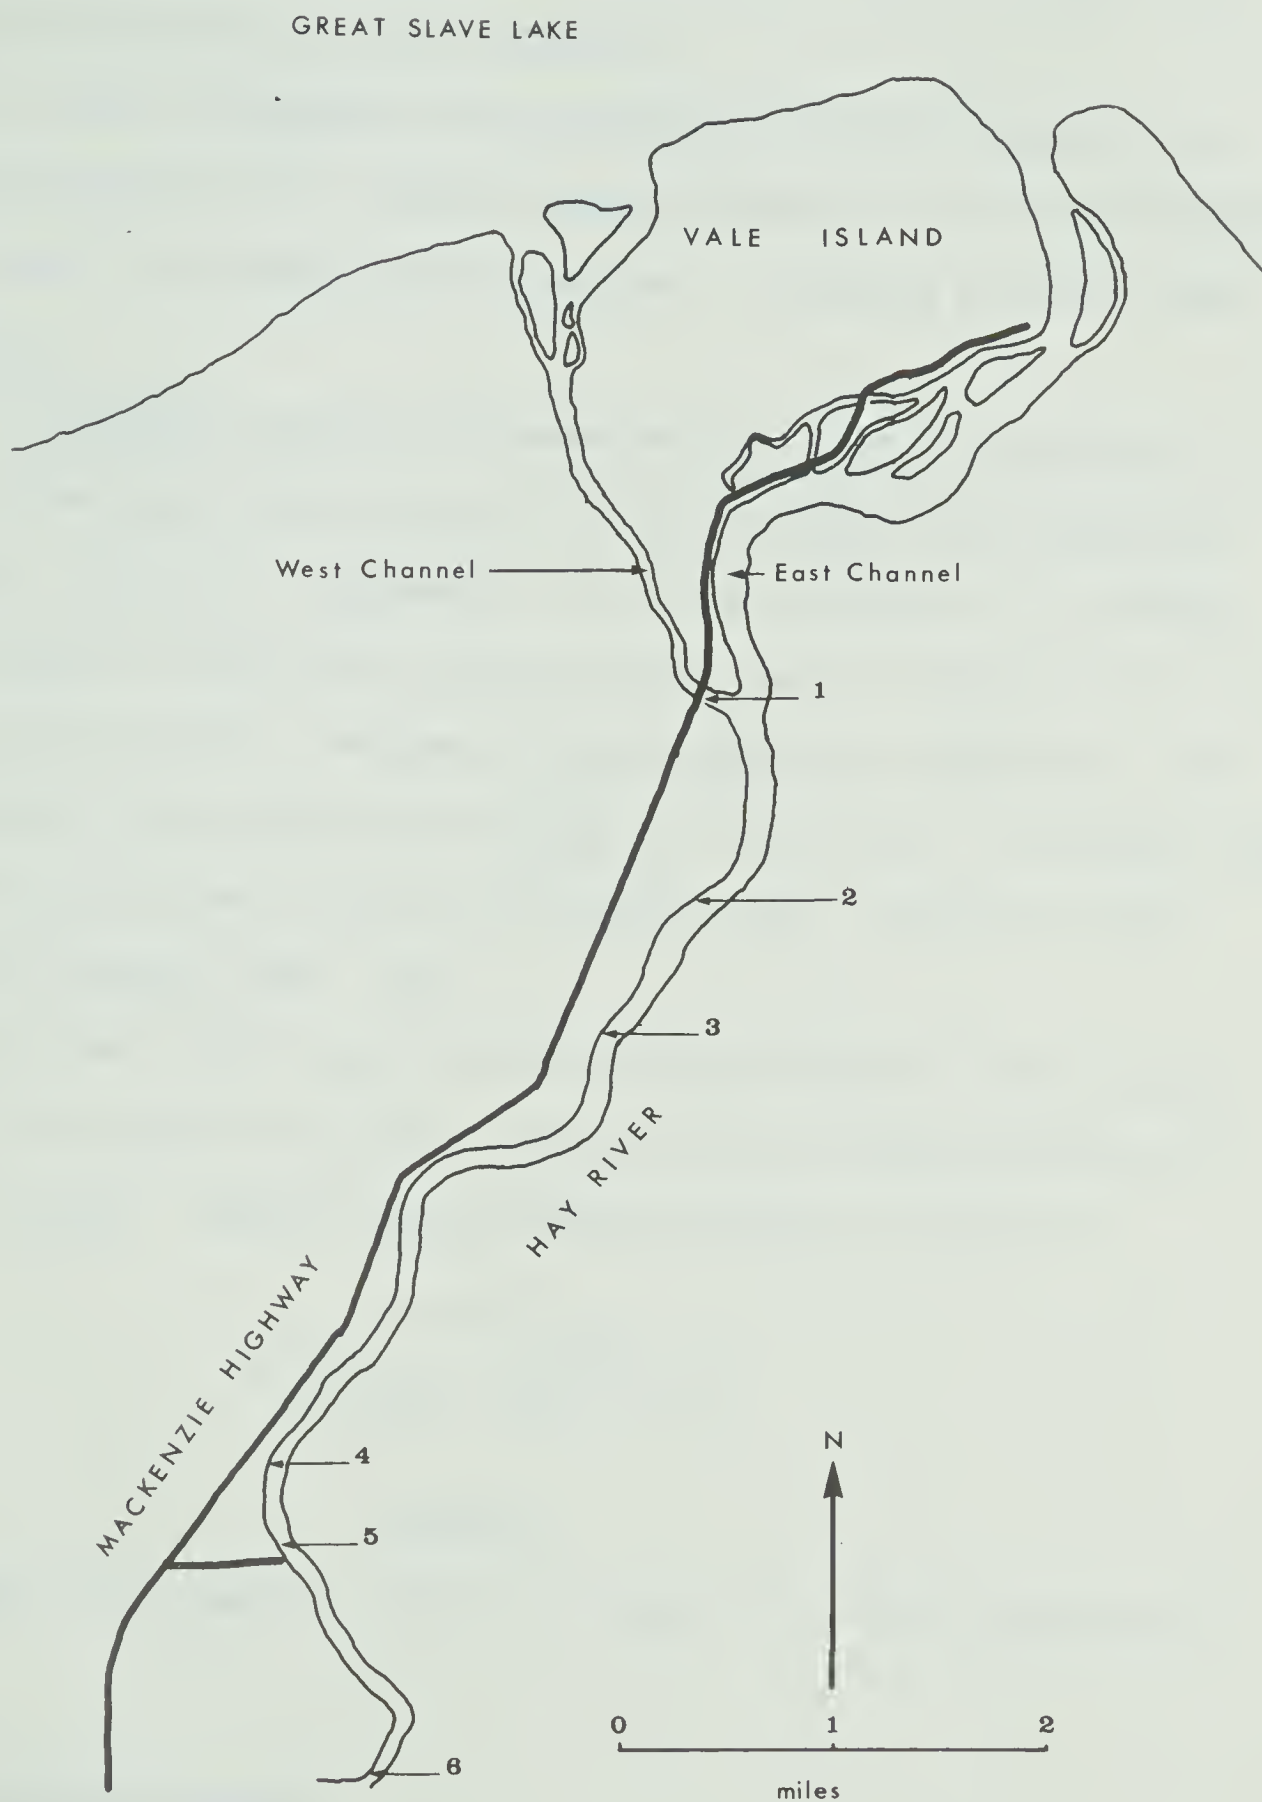 GREAT SLAVE LAKE
VALE ISLAND
West Channel
East Channel
1
2
3
HAY RIVER
MACKENZIE HIGHWAY
4
5
6
N
0 1 2
miles